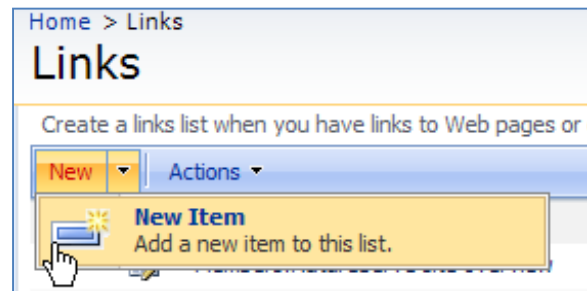 Home > Links
Links
Create a links list when you have links to Web pages or
New Actions
New Item
Add a new item to this list.